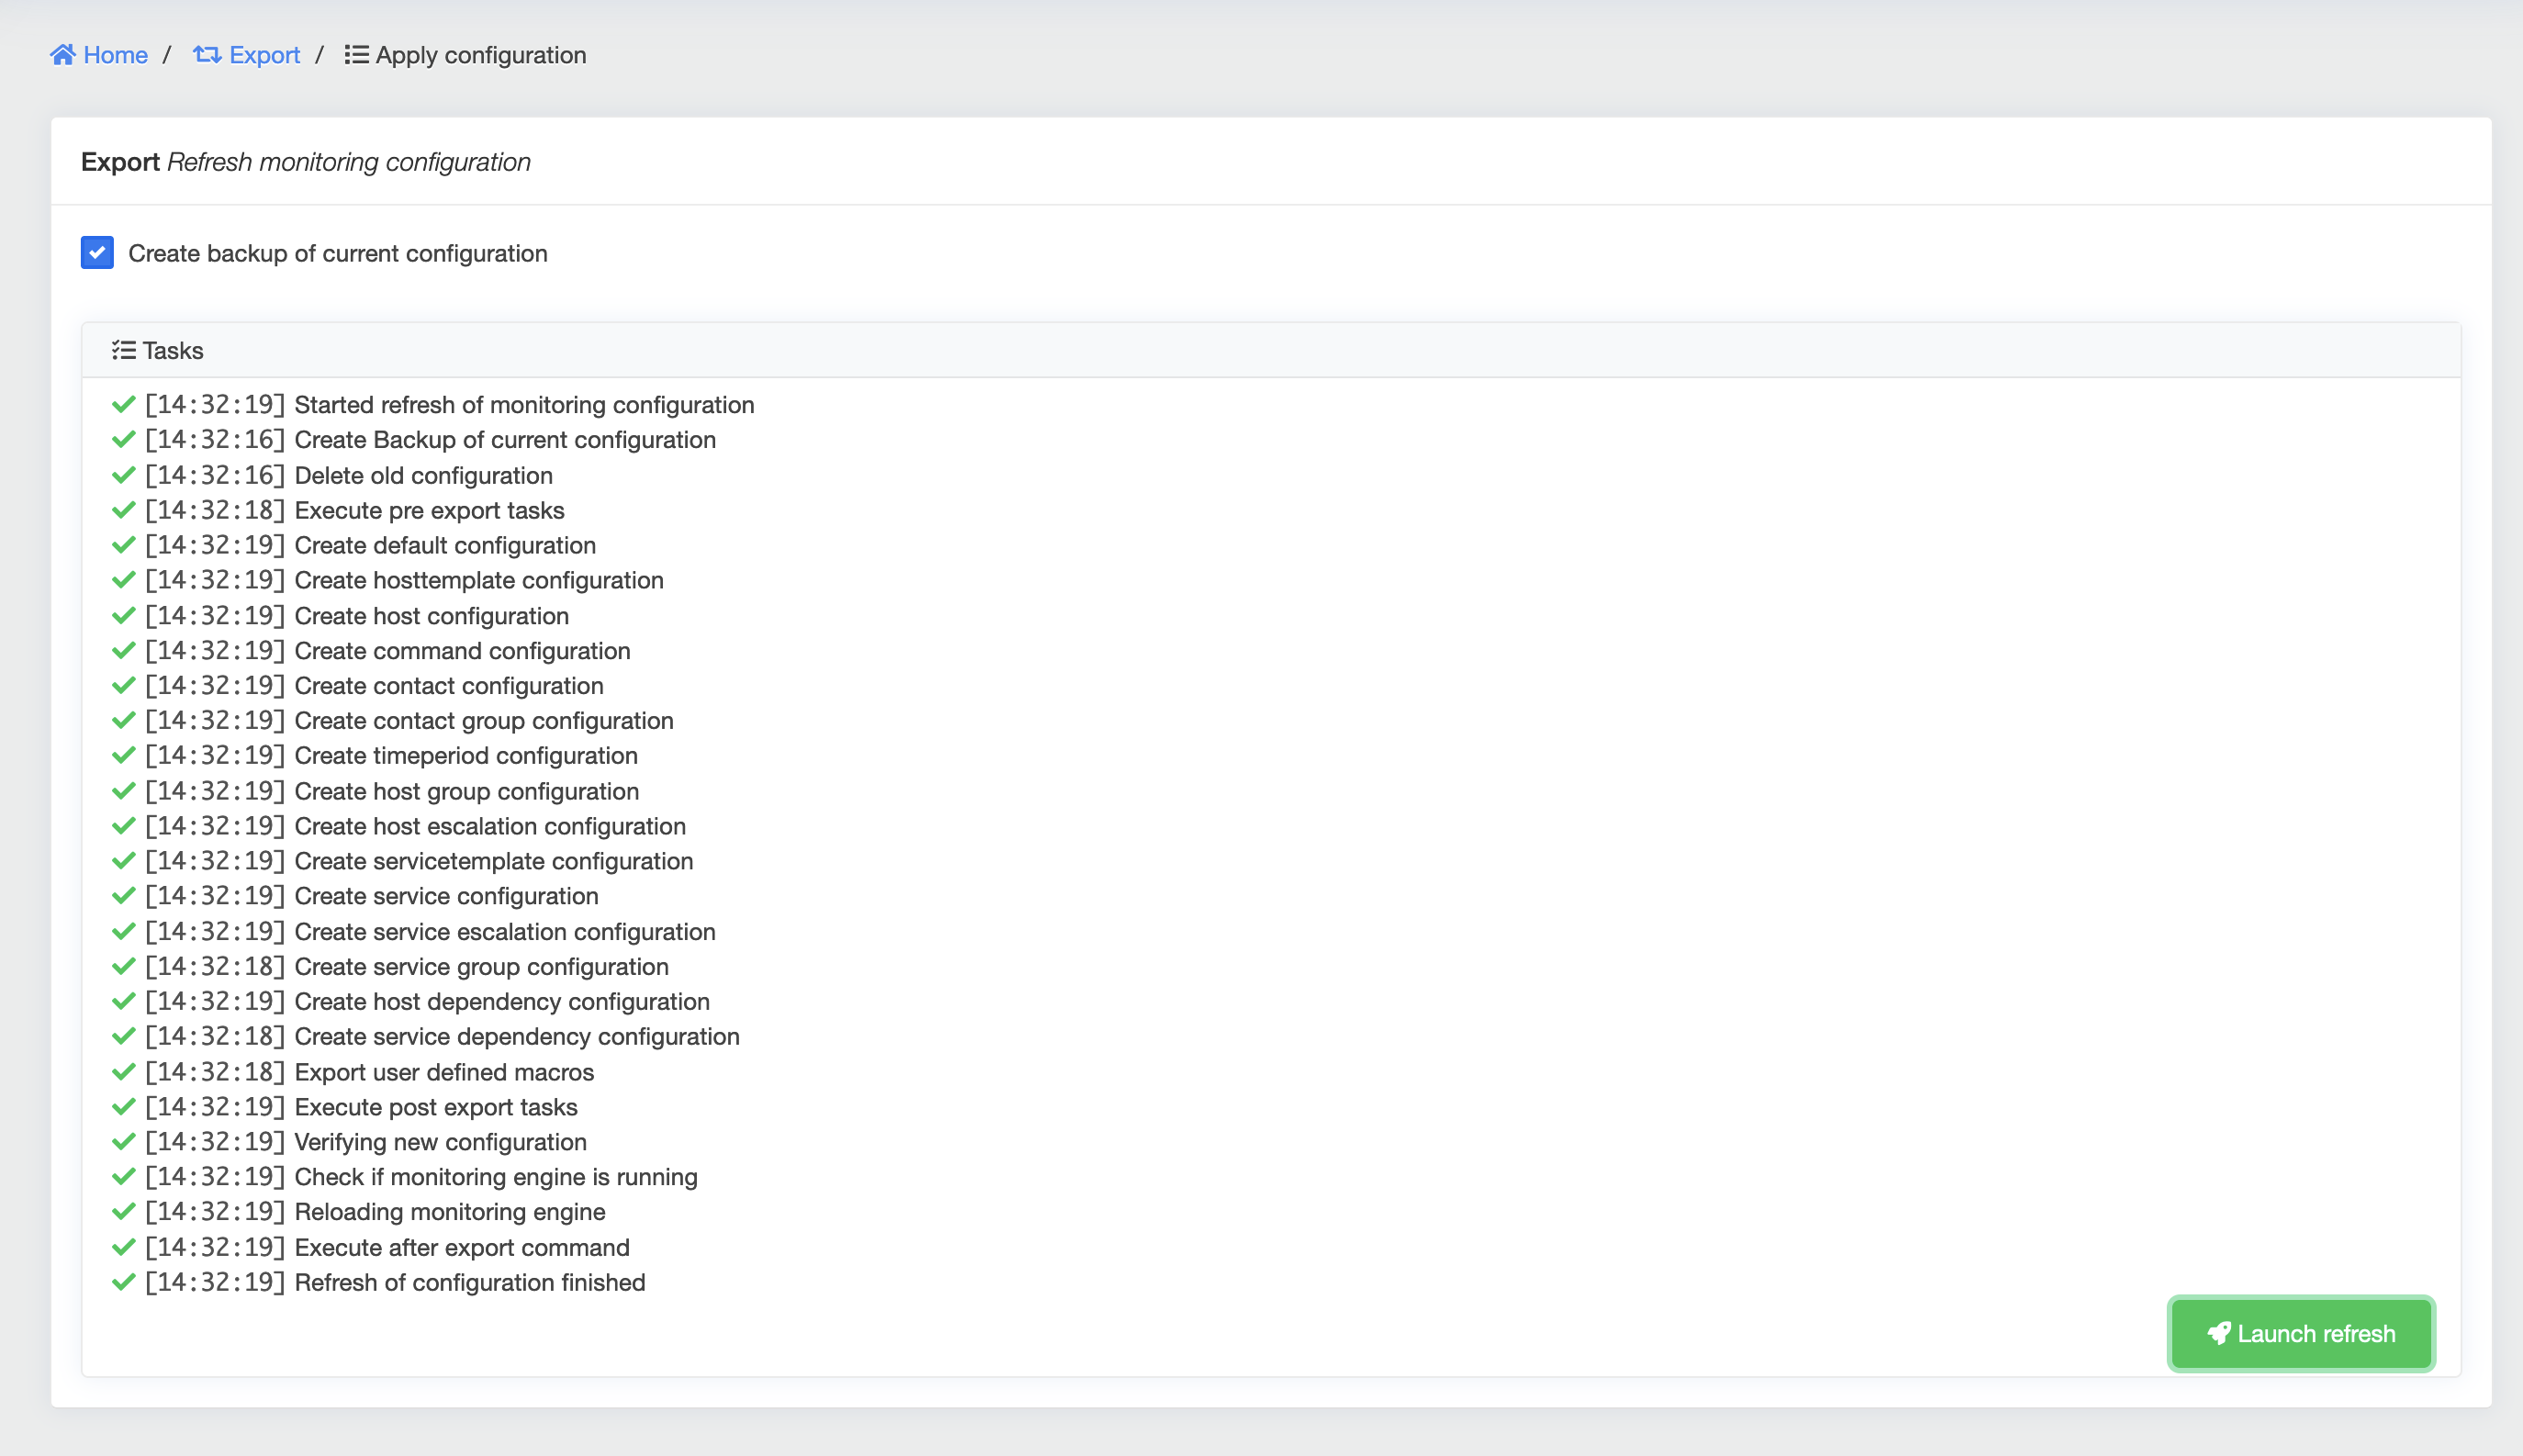 Home / Export / Apply configuration
Export Refresh monitoring configuration
Create backup of current configuration
Tasks
[14:32:19] Started refresh of monitoring configuration
[14:32:16] Create Backup of current configuration
[14:32:16] Delete old configuration
[14:32:18] Execute pre export tasks
[14:32:19] Create default configuration
[14:32:19] Create hosttemplate configuration
[14:32:19] Create host configuration
[14:32:19] Create command configuration
[14:32:19] Create contact configuration
[14:32:19] Create contact group configuration
[14:32:19] Create timeperiod configuration
[14:32:19] Create host group configuration
[14:32:19] Create host escalation configuration
[14:32:19] Create servicetemplate configuration
[14:32:19] Create service configuration
[14:32:19] Create service escalation configuration
[14:32:18] Create service group configuration
[14:32:19] Create host dependency configuration
[14:32:18] Create service dependency configuration
[14:32:18] Export user defined macros
[14:32:19] Execute post export tasks
[14:32:19] Verifying new configuration
[14:32:19] Check if monitoring engine is running
[14:32:19] Reloading monitoring engine
[14:32:19] Execute after export command
[14:32:19] Refresh of configuration finished
Launch refresh